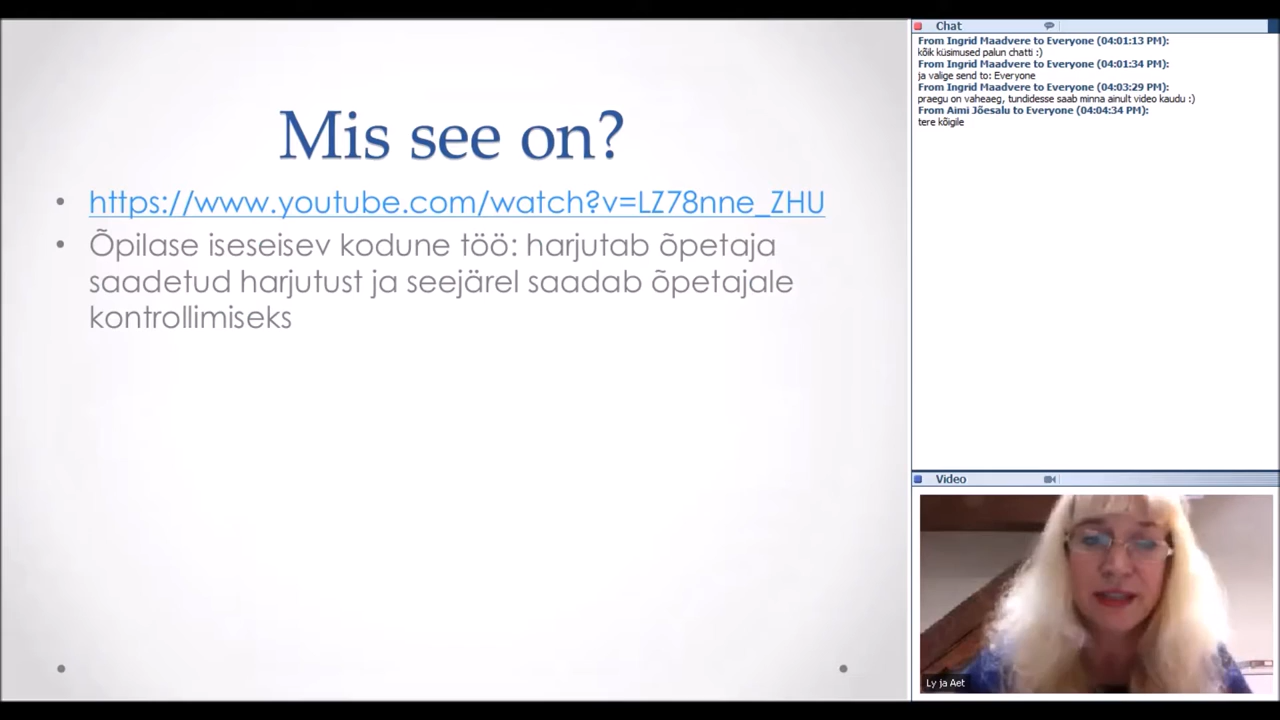 Mis see on?
• https://www.youtube.com/watch?v=LZ78nne_ZHU
• Õpilase iseseisev kodune töö: harjutab õpetaja
saadetud harjutust ja seejärel saadab õpetajale
kontrollimiseks
Chat
From Ingrid Maadvere to Everyone (04:01:13 PM):
kõik küsimused palun chatti :)
From Ingrid Maadvere to Everyone (04:01:34 PM):
ja valige send to: Everyone
From Ingrid Maadvere to Everyone (04:03:29 PM):
praegu on vaheaeg, tundidesse saab minna ainult video kaudu :)
From Aimi Jõesalu to Everyone (04:04:34 PM):
tere kõigile
Video
Ly ja Aet